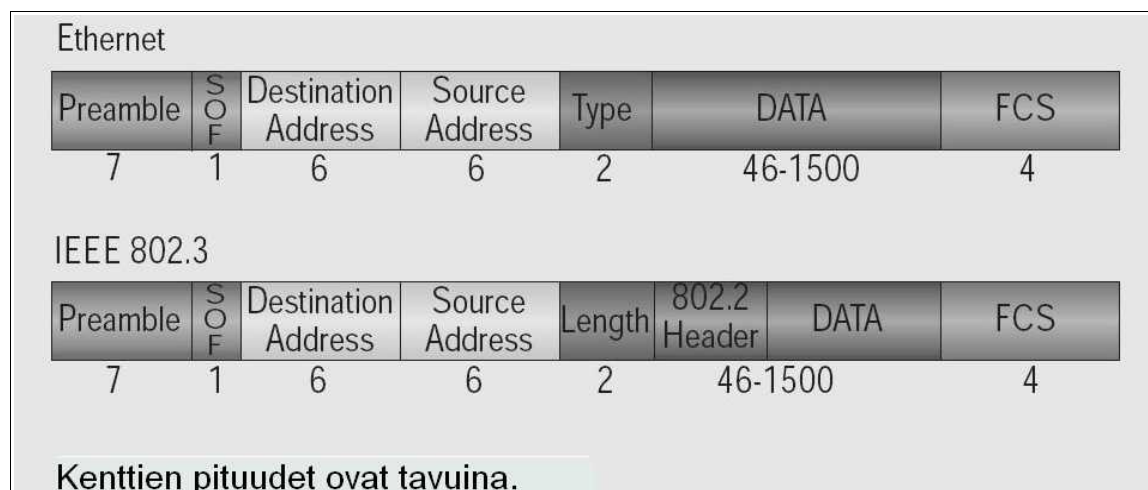 Ethernet
Preamble SOF Destination Address Source Address Type DATA FCS
7 1 6 6 2 46-1500 4
IEEE 802.3
Preamble SOF Destination Address Source Address Length 802.2 Header DATA FCS
7 1 6 6 2 46-1500 4
Kenttien pituudet ovat tavuina.